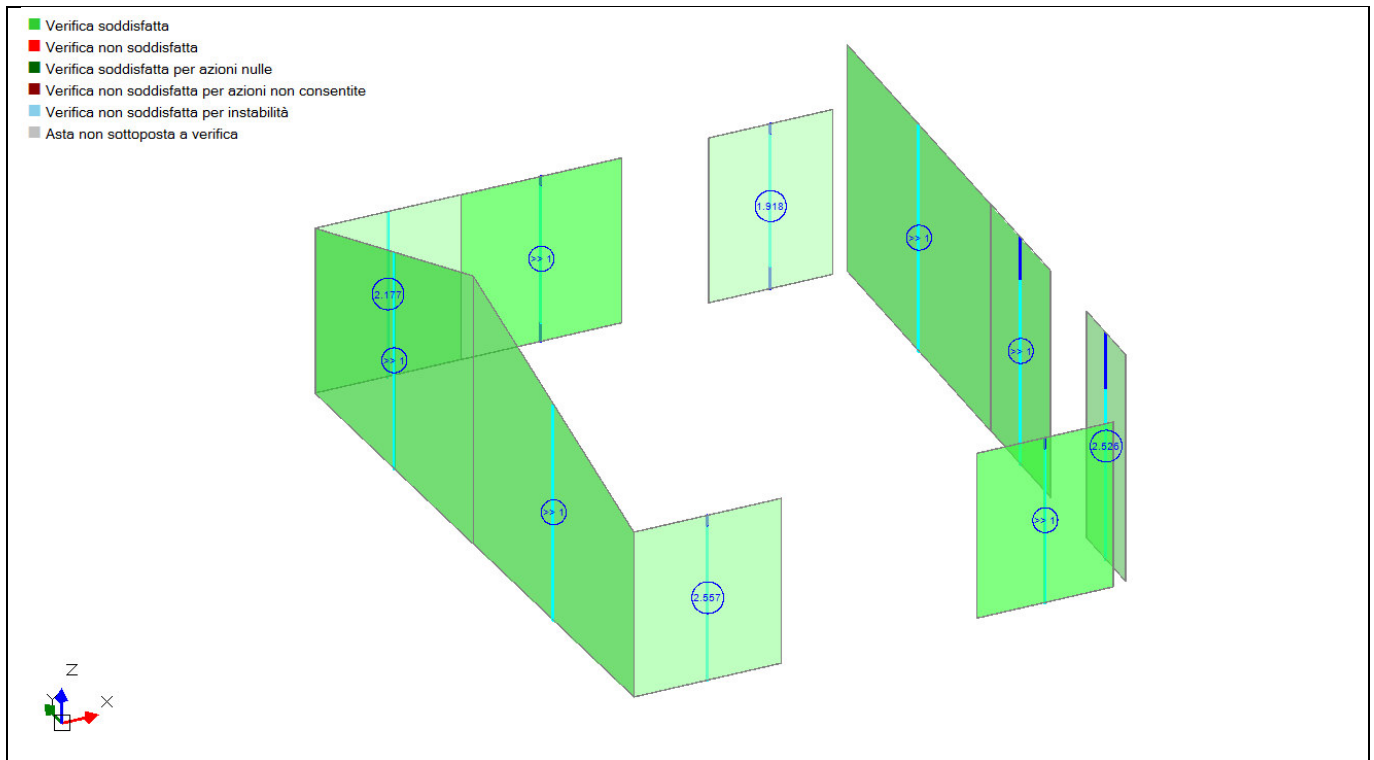 Verifica soddisfatta
Verifica non soddisfatta
Verifica soddisfatta per azioni nulle
Verifica non soddisfatta per azioni non consentite
Verifica non soddisfatta per instabilità
Asta non sottoposta a verifica
1.918
>> 1
>> 1
2.177
>> 1
>> 1
2.526
>> 1
>> 1
2.557
Z
Y
X